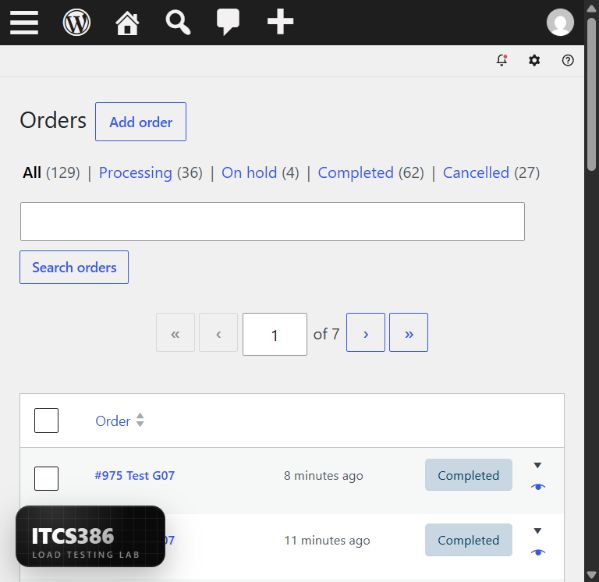 Orders Add order
All (129) | Processing (36) | On hold (4) | Completed (62) | Cancelled (27)
Search orders
« ‹ 1 of 7 › »
Order
#975 Test G07 8 minutes ago Completed
07 11 minutes ago Completed
ITCS386
LOAD TESTING LAB